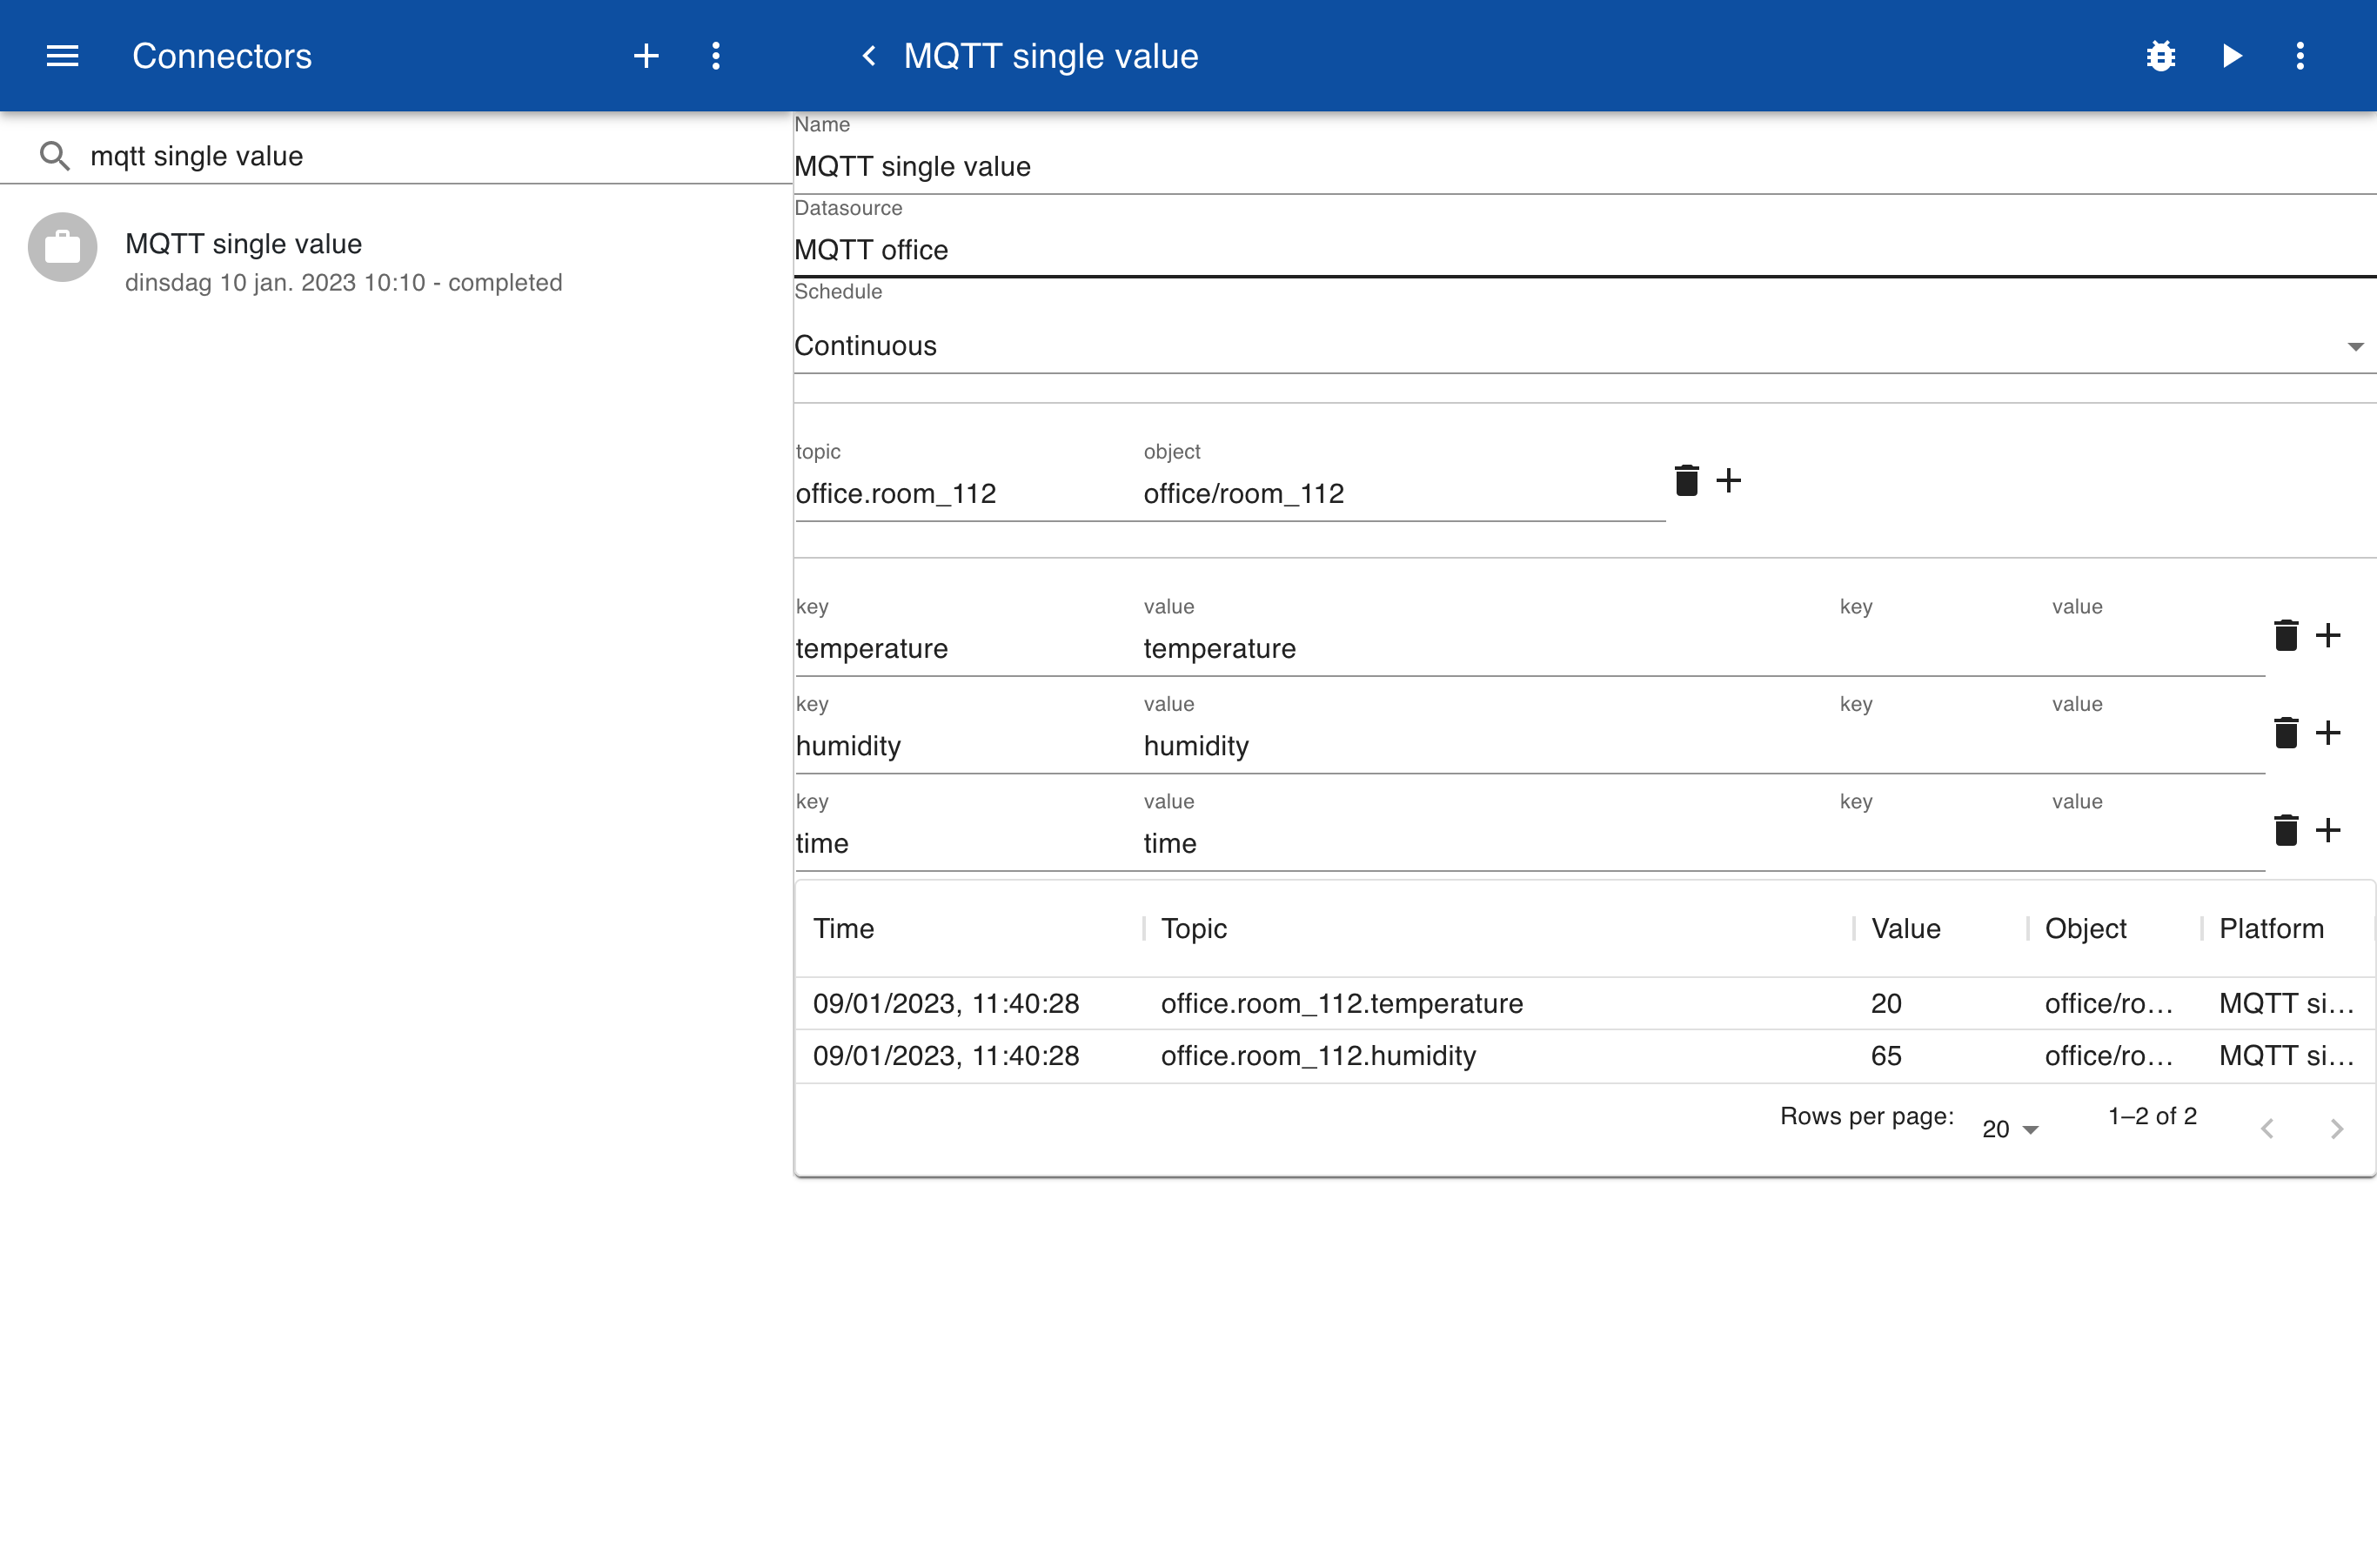 Connectors
MQTT single value
mqtt single value
MQTT single value
dinsdag 10 jan. 2023 10:10 - completed
Name
MQTT single value
Datasource
MQTT office
Schedule
Continuous
topic object
office.room_112 office/room_112
key value key value
temperature temperature
key value key value
humidity humidity
key value key value
time time
Time Topic Value Object Platform
09/01/2023, 11:40:28 office.room_112.temperature 20 office/ro… MQTT si…
09/01/2023, 11:40:28 office.room_112.humidity 65 office/ro… MQTT si…
Rows per page: 20 1–2 of 2